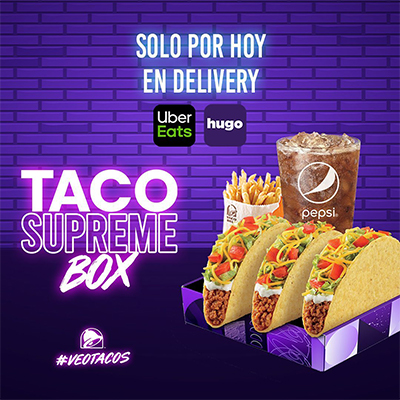 SOLO POR HOY
EN DELIVERY
Uber
Eats
hugo
TACO
SUPREME
BOX
pepsi
#VEOTACOS